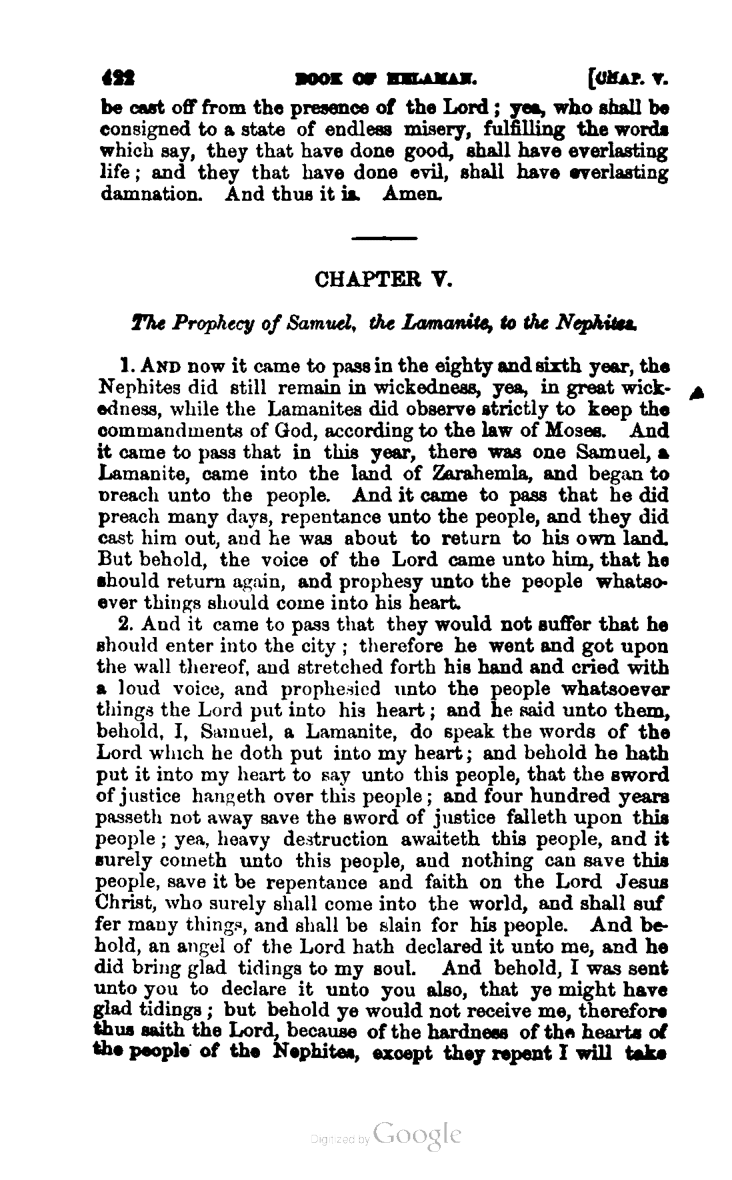 422 BOOK OF HELAMAN. [CHAP. V.
be cast off from the presence of the Lord; yea, who shall be
consigned to a state of endless misery, fulfilling the words
which say, they that have done good, shall have everlasting
life; and they that have done evil, shall have everlasting
damnation. And thus it is. Amen.
CHAPTER V.
The Prophecy of Samuel, the Lamanite, to the Nephites.
1. AND now it came to pass in the eighty and sixth year, the
Nephites did still remain in wickedness, yea, in great wick-
edness, while the Lamanites did observe strictly to keep the
commandments of God, according to the law of Moses. And
it came to pass that in this year, there was one Samuel, a
Lamanite, came into the land of Zarahemla, and began to
preach unto the people. And it came to pass that he did
preach many days, repentance unto the people, and they did
cast him out, and he was about to return to his own land.
But behold, the voice of the Lord came unto him, that he
should return again, and prophesy unto the people whatso-
ever things should come into his heart.
2. And it came to pass that they would not suffer that he
should enter into the city; therefore he went and got upon
the wall thereof, and stretched forth his hand and cried with
a loud voice, and prophesied unto the people whatsoever
things the Lord put into his heart; and he said unto them,
behold, I, Samuel, a Lamanite, do speak the words of the
Lord which he doth put into my heart; and behold he hath
put it into my heart to say unto this people, that the sword
of justice hangeth over this people; and four hundred years
passeth not away save the sword of justice falleth upon this
people; yea, heavy destruction awaiteth this people, and it
surely cometh unto this people, and nothing can save this
people, save it be repentance and faith on the Lord Jesus
Christ, who surely shall come into the world, and shall suf
fer many things, and shall be slain for his people. And be-
hold, an angel of the Lord hath declared it unto me, and he
did bring glad tidings to my soul. And behold, I was sent
unto you to declare it unto you also, that ye might have
glad tidings; but behold ye would not receive me, therefore
thus saith the Lord, because of the hardness of the hearts of
the people of the Nephites, except they repent I will take
Digitized by Google